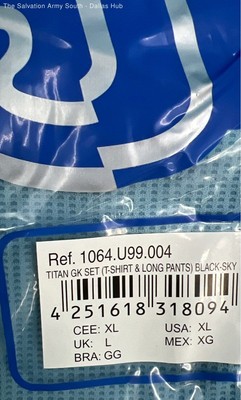 The Salvation Army South - Dallas Hub
Ref. 1064.U99.004
TITAN GK SET (T-SHIRT & LONG PANTS) BLACK-SKY
4 251618 318094
CEE: XL USA: XL
UK: L MEX: XG
BRA: GG